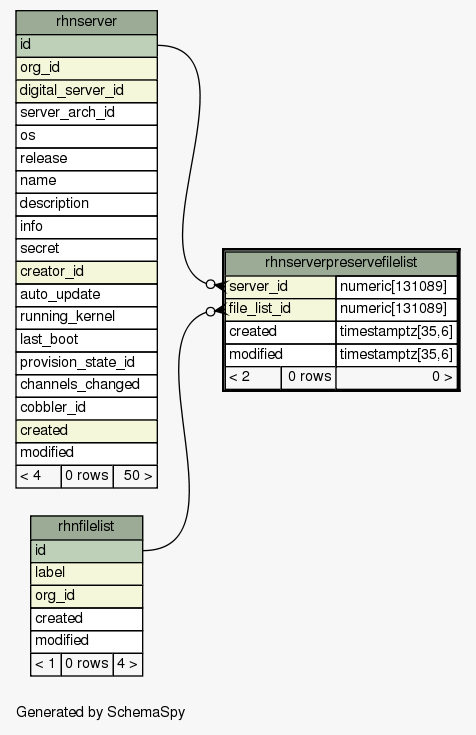 rhnserver
id
org_id
digital_server_id
server_arch_id
os
release
name
description
info
secret
creator_id
auto_update
running_kernel
last_boot
provision_state_id
channels_changed
cobbler_id
created
modified
< 4 0 rows 50 >
rhnserverpreservefilelist
server_id numeric[131089]
file_list_id numeric[131089]
created timestamptz[35,6]
modified timestamptz[35,6]
< 2 0 rows 0 >
rhnfilelist
id
label
org_id
created
modified
< 1 0 rows 4 >
Generated by SchemaSpy